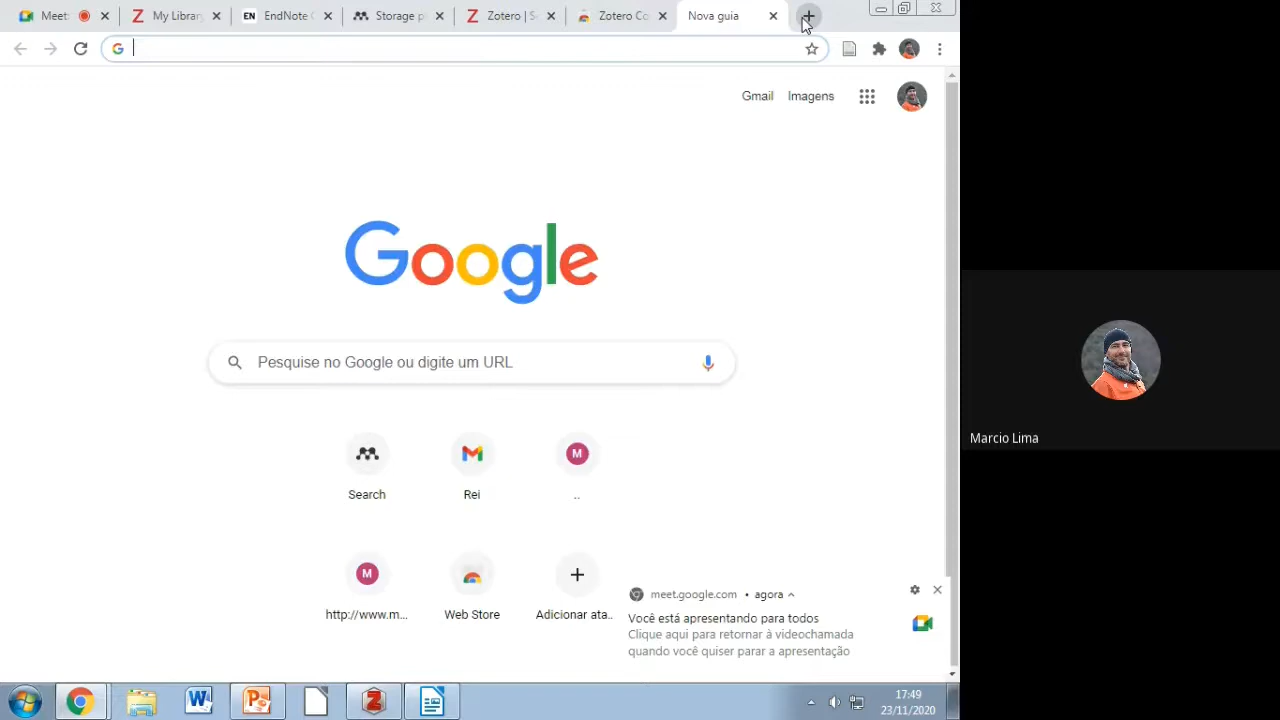 Meet
My Library
EndNote
Storage p
Zotero | S
Zotero Co
Nova guia
Gmail
Imagens
Google
Pesquise no Google ou digite um URL
Search
Rei
..
http://www.m...
Web Store
Adicionar ata..
meet.google.com • agora
Você está apresentando para todos
Clique aqui para retornar à videochamada
quando você quiser parar a apresentação
Marcio Lima
17:49
23/11/2020